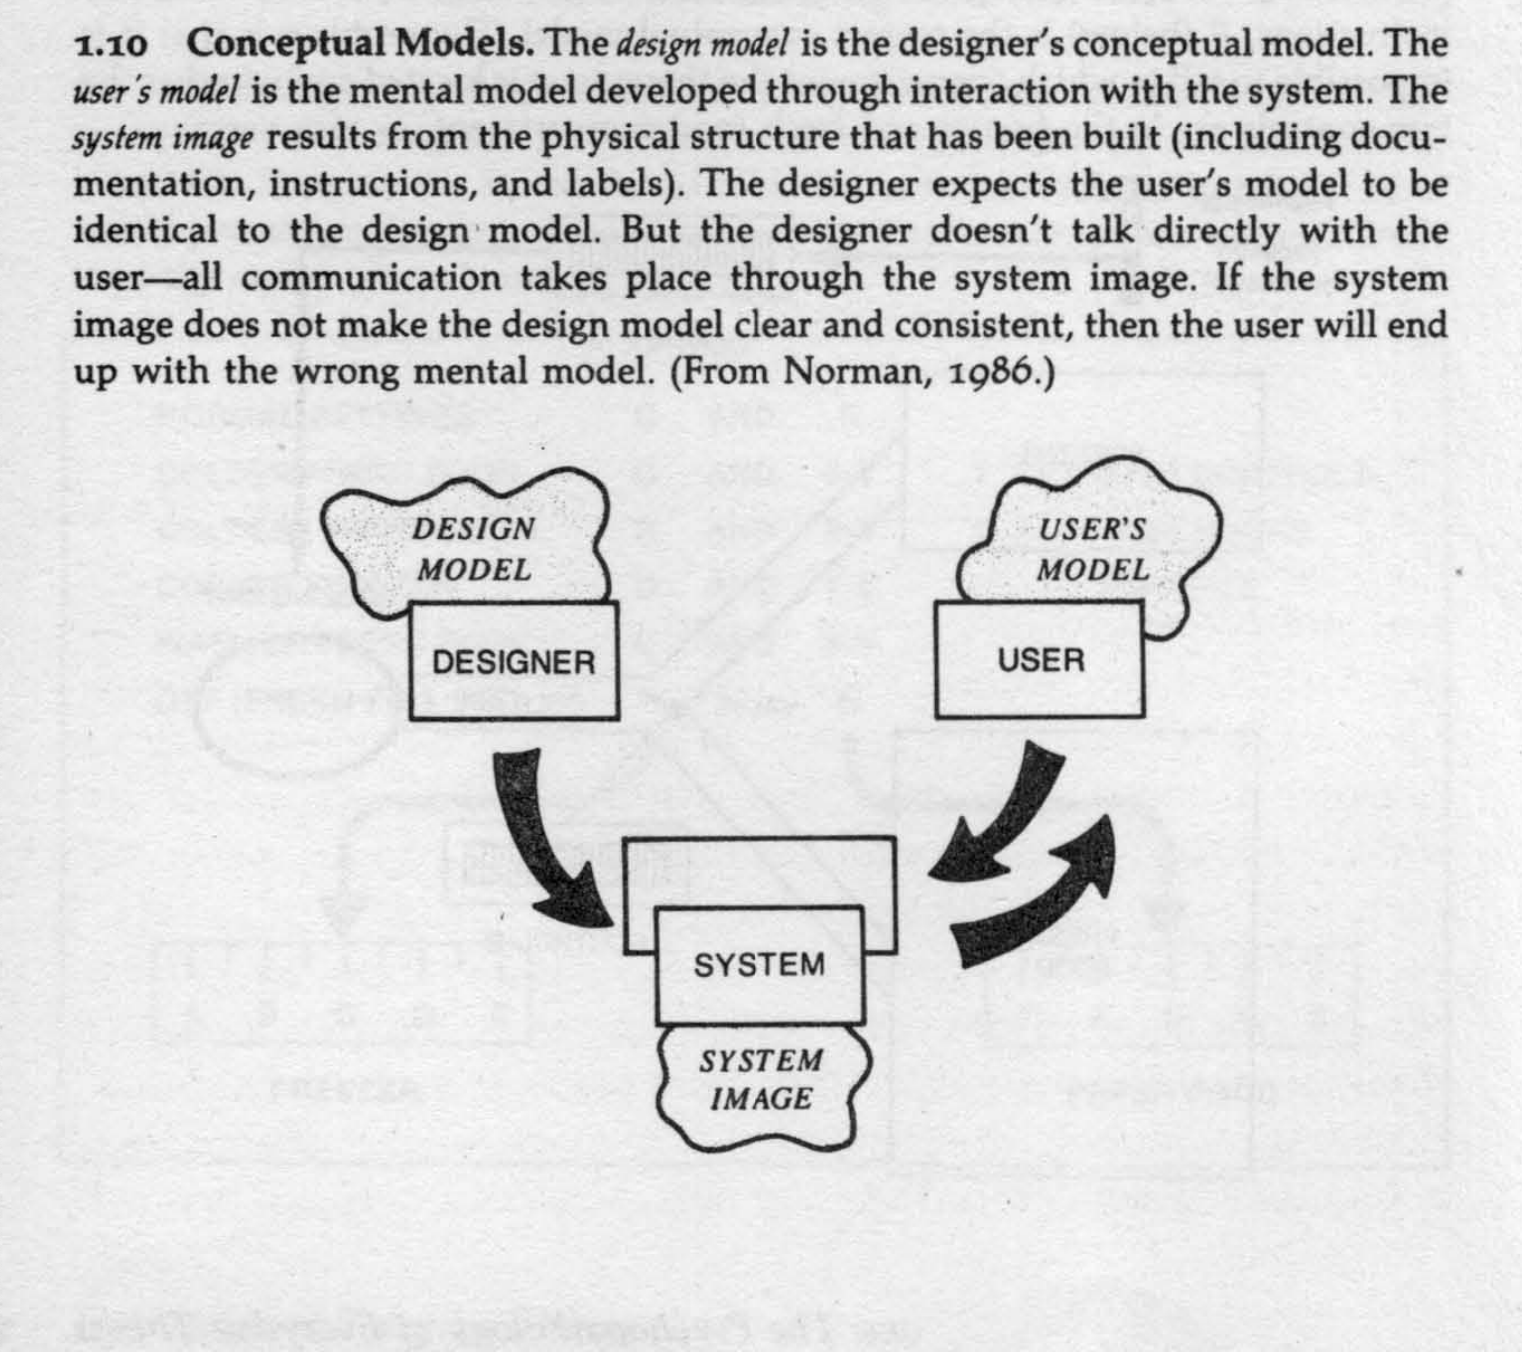 1.10 Conceptual Models. The design model is the designer's conceptual model. The
user's model is the mental model developed through interaction with the system. The
system image results from the physical structure that has been built (including docu-
mentation, instructions, and labels). The designer expects the user's model to be
identical to the design model. But the designer doesn't talk directly with the
user—all communication takes place through the system image. If the system
image does not make the design model clear and consistent, then the user will end
up with the wrong mental model. (From Norman, 1986.)
DESIGN
MODEL
DESIGNER
USER'S
MODEL
USER
SYSTEM
SYSTEM
IMAGE